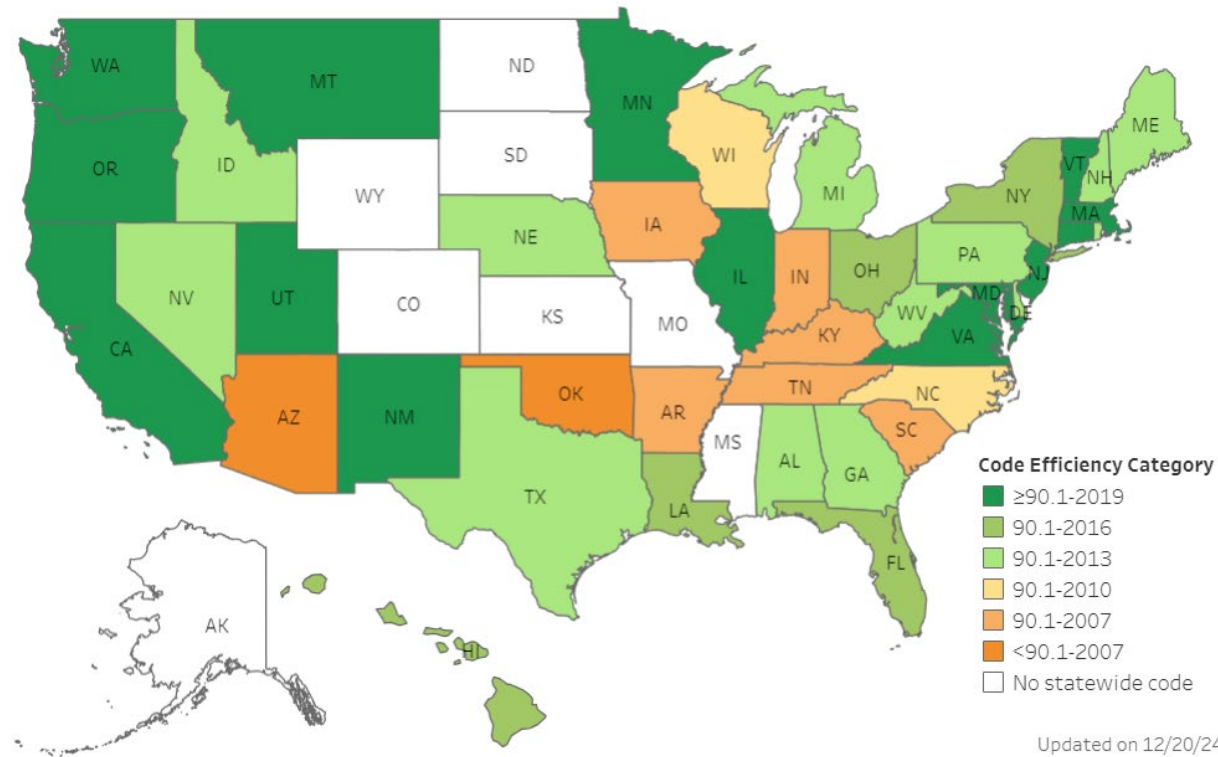 WA
MT
ND
MN
ME
OR
ID
SD
WI
VT
NH
WY
MI
NY
MA
IA
NE
PA
NV
UT
CO
IL
IN
OH
NJ
MD
DE
KS
MO
WV
VA
CA
KY
AZ
NM
OK
AR
TN
NC
SC
MS
AL
GA
TX
LA
FL
AK
HI
Code Efficiency Category
≥90.1-2019
90.1-2016
90.1-2013
90.1-2010
90.1-2007
<90.1-2007
No statewide code
Updated on 12/20/24